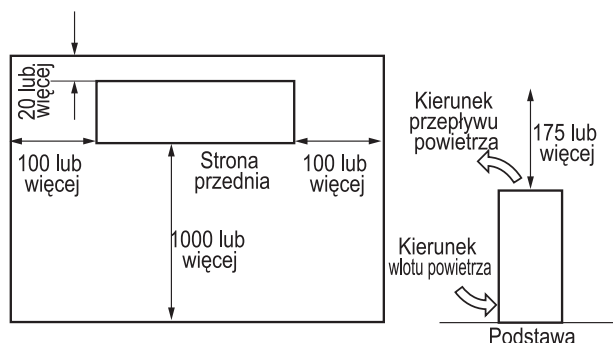 20 lub
więcej
100 lub
więcej
Strona
przednia
100 lub
więcej
1000 lub
więcej
Kierunek
przepływu
powietrza
175 lub
więcej
Kierunek
wlotu powietrza
Podstawa